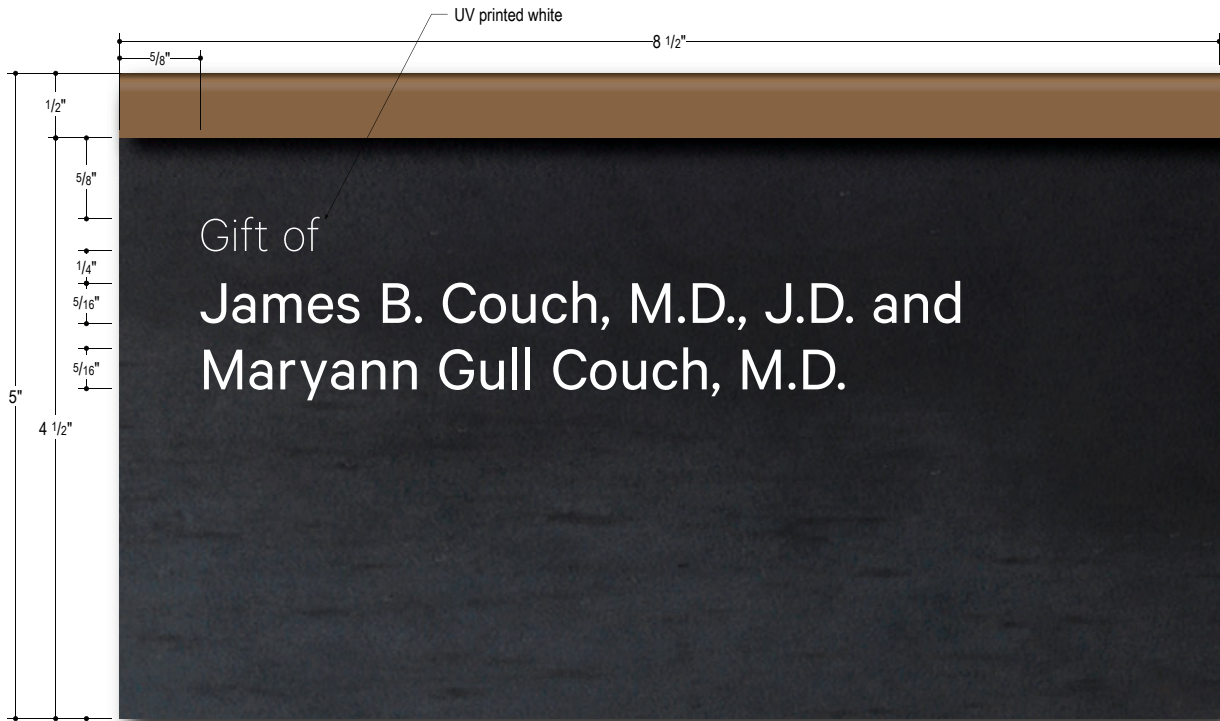 UV printed white
8 1/2"
5/8"
1/2"
5/8"
Gift of
1/4"
5/16"
James B. Couch, M.D., J.D. and
5/16"
Maryann Gull Couch, M.D.
5"
4 1/2"